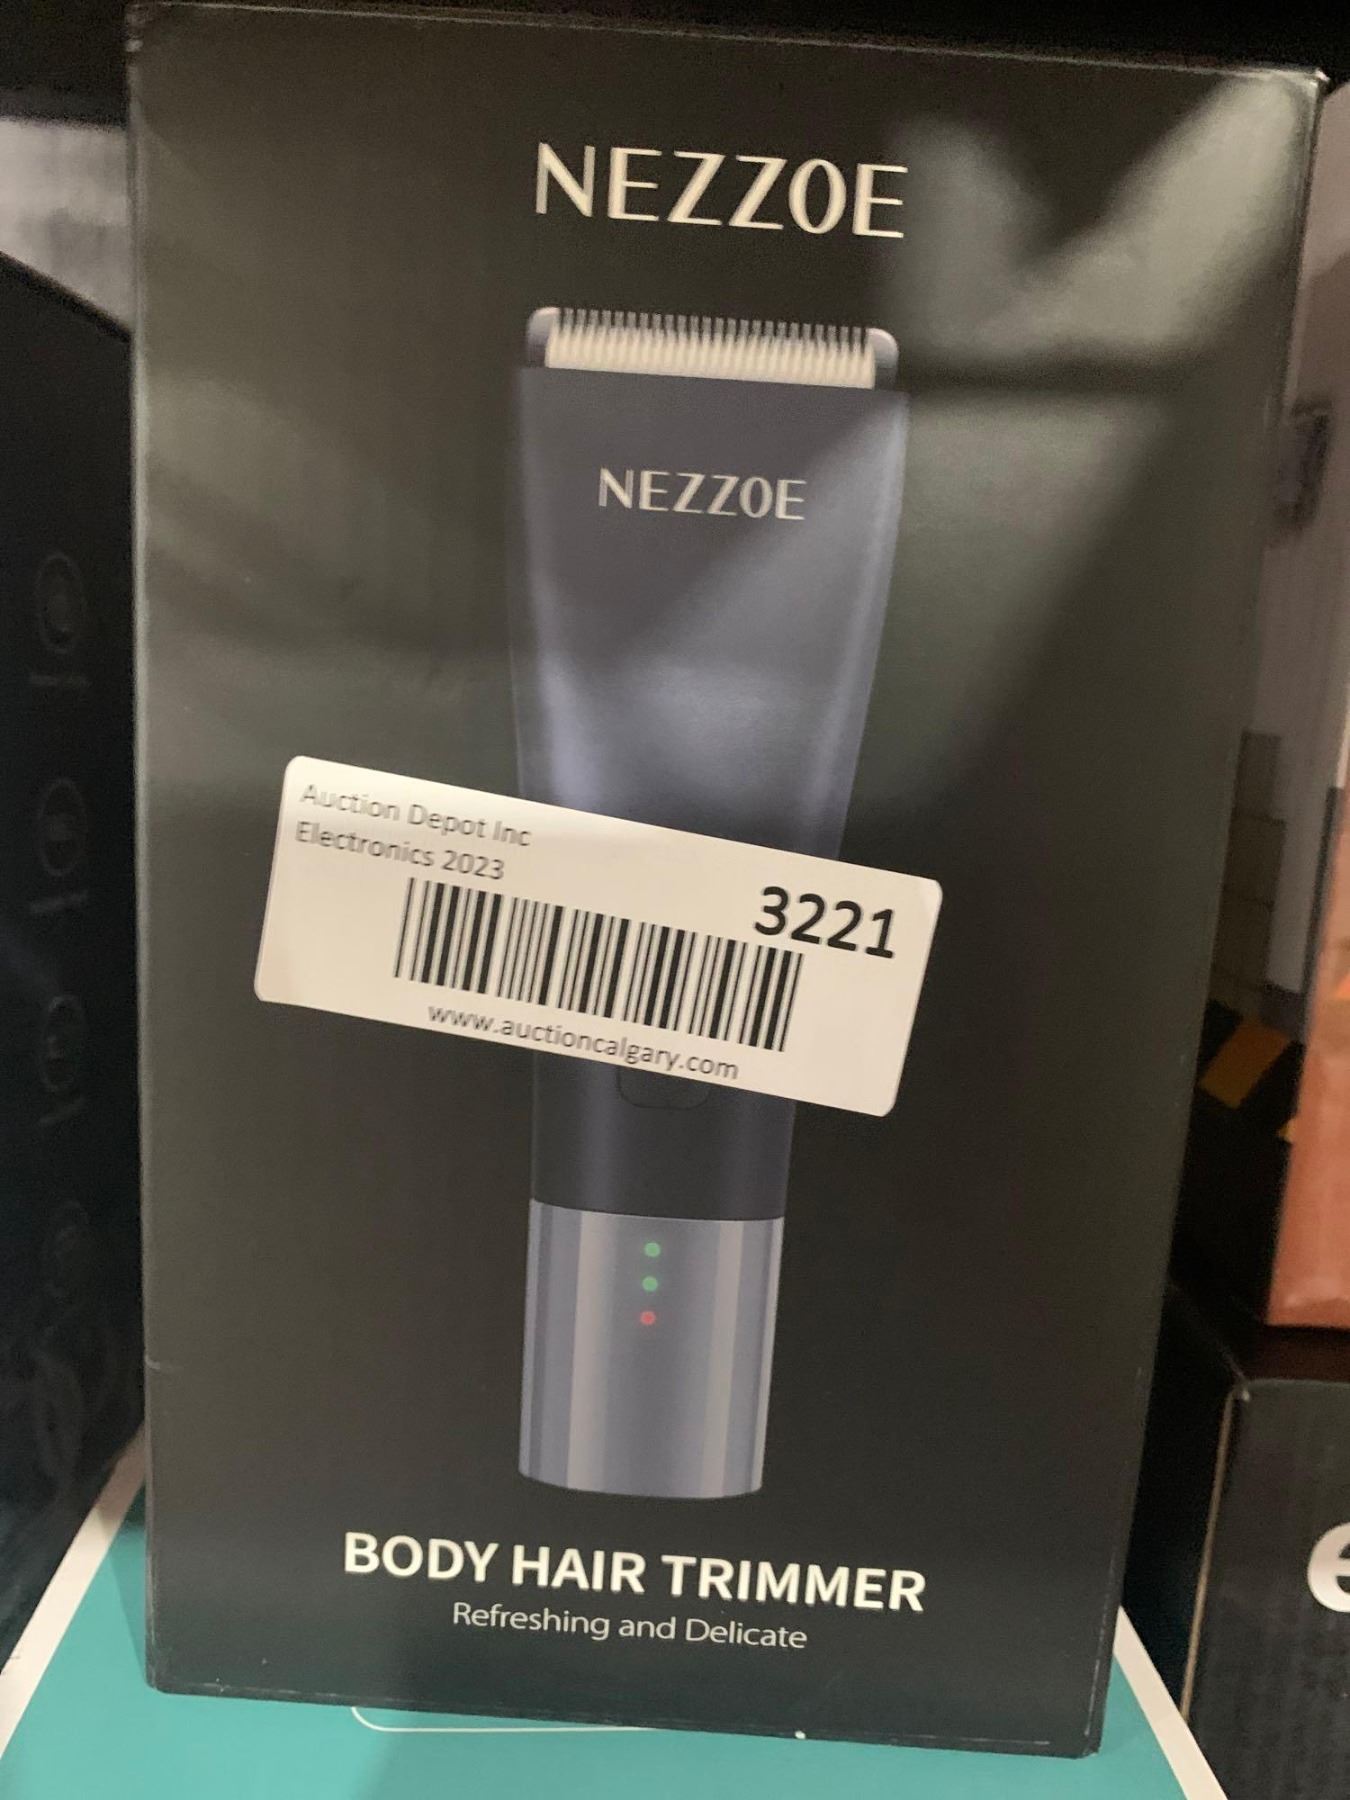 NEZZOE
NEZZOE
Auction Depot Inc
Electronics 2023
3221
www.auctioncalgary.com
BODY HAIR TRIMMER
Refreshing and Delicate